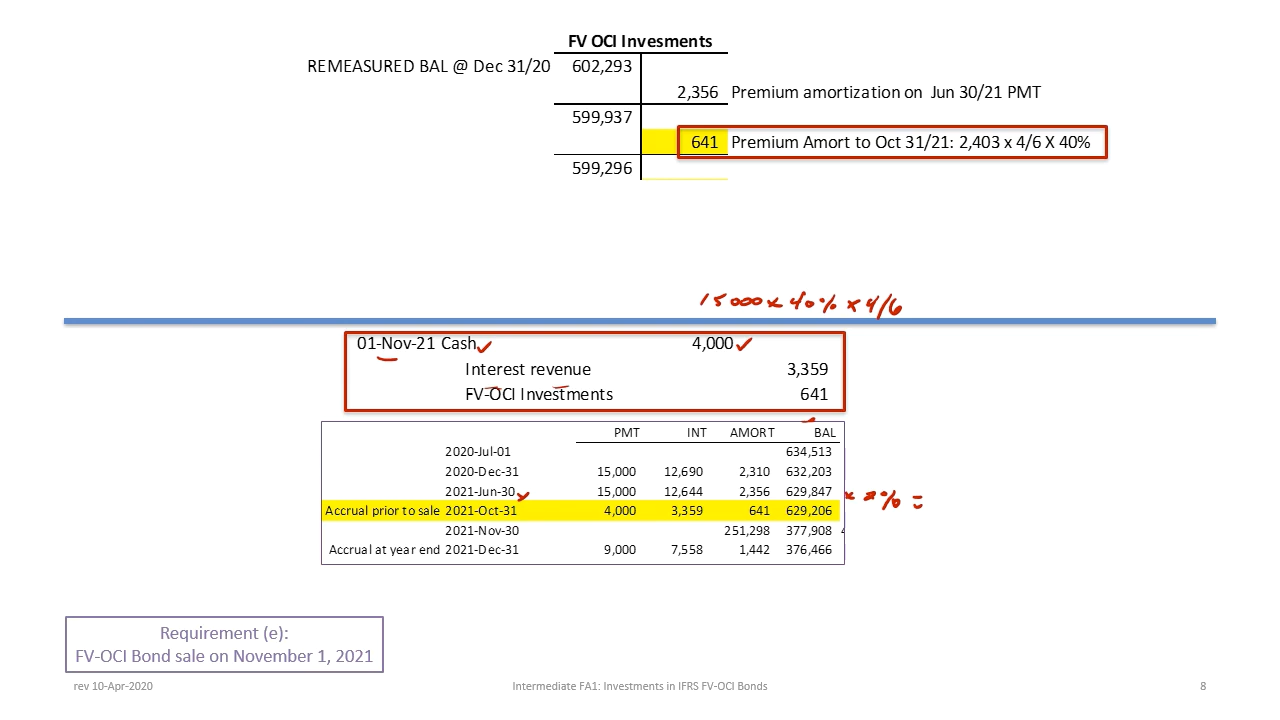 FV OCI Invesments
REMEASURED BAL @ Dec 31/20 602,293
2,356 Premium amortization on Jun 30/21 PMT
599,937
641 Premium Amort to Oct 31/21: 2,403 x 4/6 X 40%
599,296
15000 x 40% x 4/6
01-Nov-21 Cash 4,000
Interest revenue 3,359
FV-OCI Investments 641
PMT INT AMORT BAL
2020-Jul-01 634,513
2020-Dec-31 15,000 12,690 2,310 632,203
2021-Jun-30 15,000 12,644 2,356 629,847
x % =
Accrual prior to sale 2021-Oct-31 4,000 3,359 641 629,206
2021-Nov-30 251,298 377,908
Accrual at year end 2021-Dec-31 9,000 7,558 1,442 376,466
Requirement (e):
FV-OCI Bond sale on November 1, 2021
rev 10-Apr-2020 Intermediate FA1: Investments in IFRS FV-OCI Bonds 8